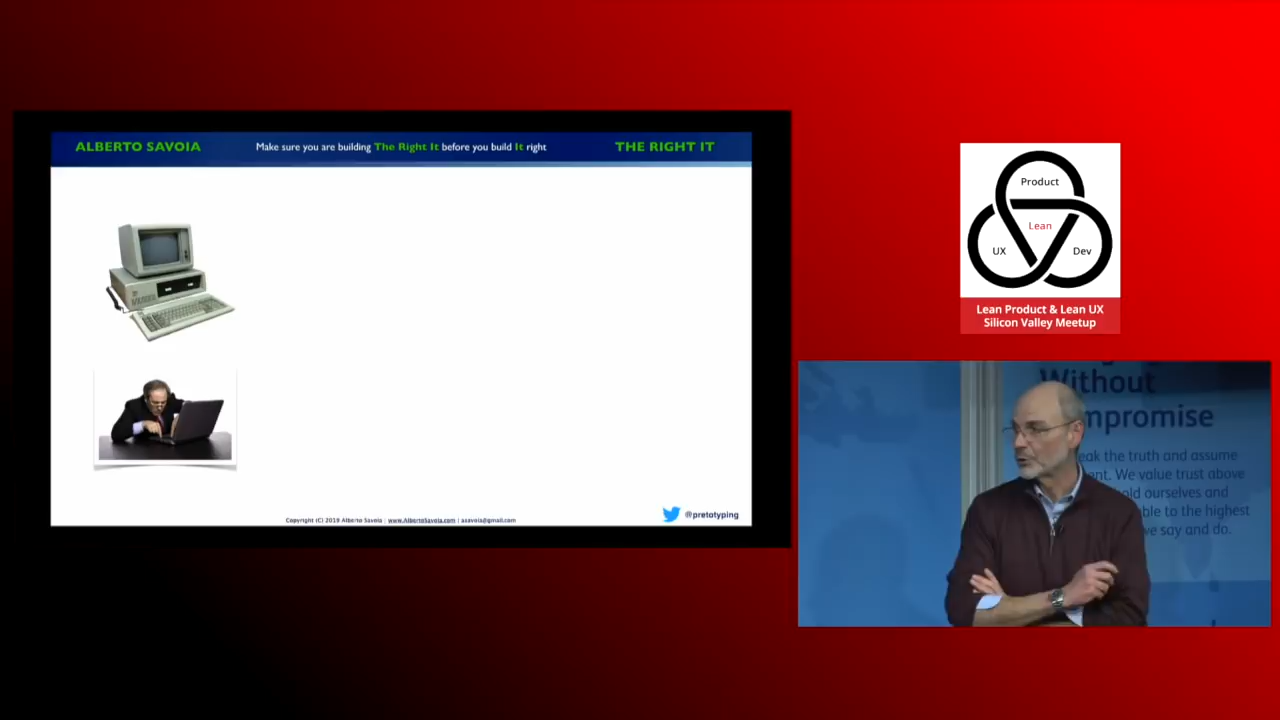 ALBERTO SAVOIA
Make sure you are building The Right It before you build It right
THE RIGHT IT
Copyright (C) 2019 Alberto Savoia | www.AlbertoSavoia.com | asavoia@gmail.com
@pretotyping
Product
Lean
UX
Dev
Lean Product & Lean UX
Silicon Valley Meetup
Without
mpromise
eak the truth and assume
ent. We value trust above
old ourselves and
ble to the highest
ve say and do.